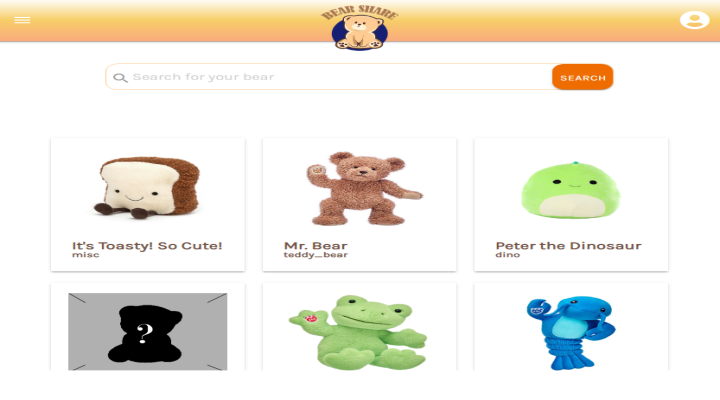 BEAR SHARE
Search for your bear
SEARCH
It's Toasty! So Cute!
misc
Mr. Bear
teddy_bear
Peter the Dinosaur
dino
?